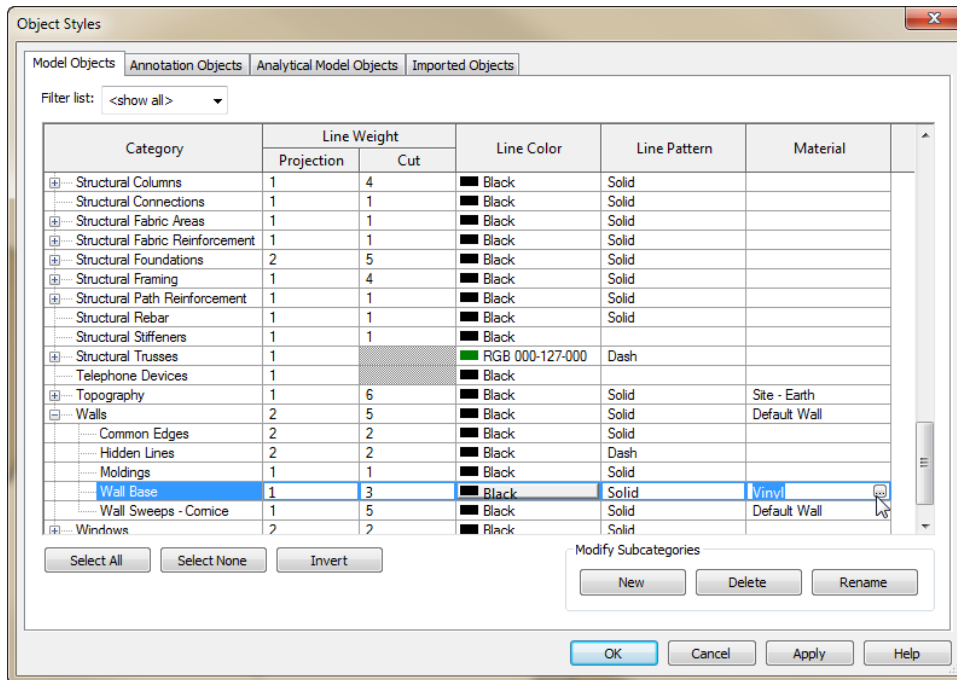 Object Styles
Model Objects Annotation Objects Analytical Model Objects Imported Objects
Filter list: <show all>
Category Line Weight Line Color Line Pattern Material
Projection Cut
Structural Columns 1 4 Black Solid
Structural Connections 1 1 Black Solid
Structural Fabric Areas 1 1 Black Solid
Structural Fabric Reinforcement 1 1 Black Solid
Structural Foundations 2 5 Black Solid
Structural Framing 1 4 Black Solid
Structural Path Reinforcement 1 1 Black Solid
Structural Rebar 1 1 Black Solid
Structural Stiffeners 1 1 Black
Structural Trusses 1 RGB 000-127-000 Dash
Telephone Devices 1 Black
Topography 1 6 Black Solid Site - Earth
Walls 2 5 Black Solid Default Wall
Common Edges 2 2 Black Solid
Hidden Lines 2 2 Black Dash
Moldings 1 1 Black Solid
Wall Base 1 3 Black Solid Vinyl ...
Wall Sweeps - Cornice 1 5 Black Solid Default Wall
Windows 2 2 Black Solid
Select All Select None Invert
Modify Subcategories
New Delete Rename
OK Cancel Apply Help